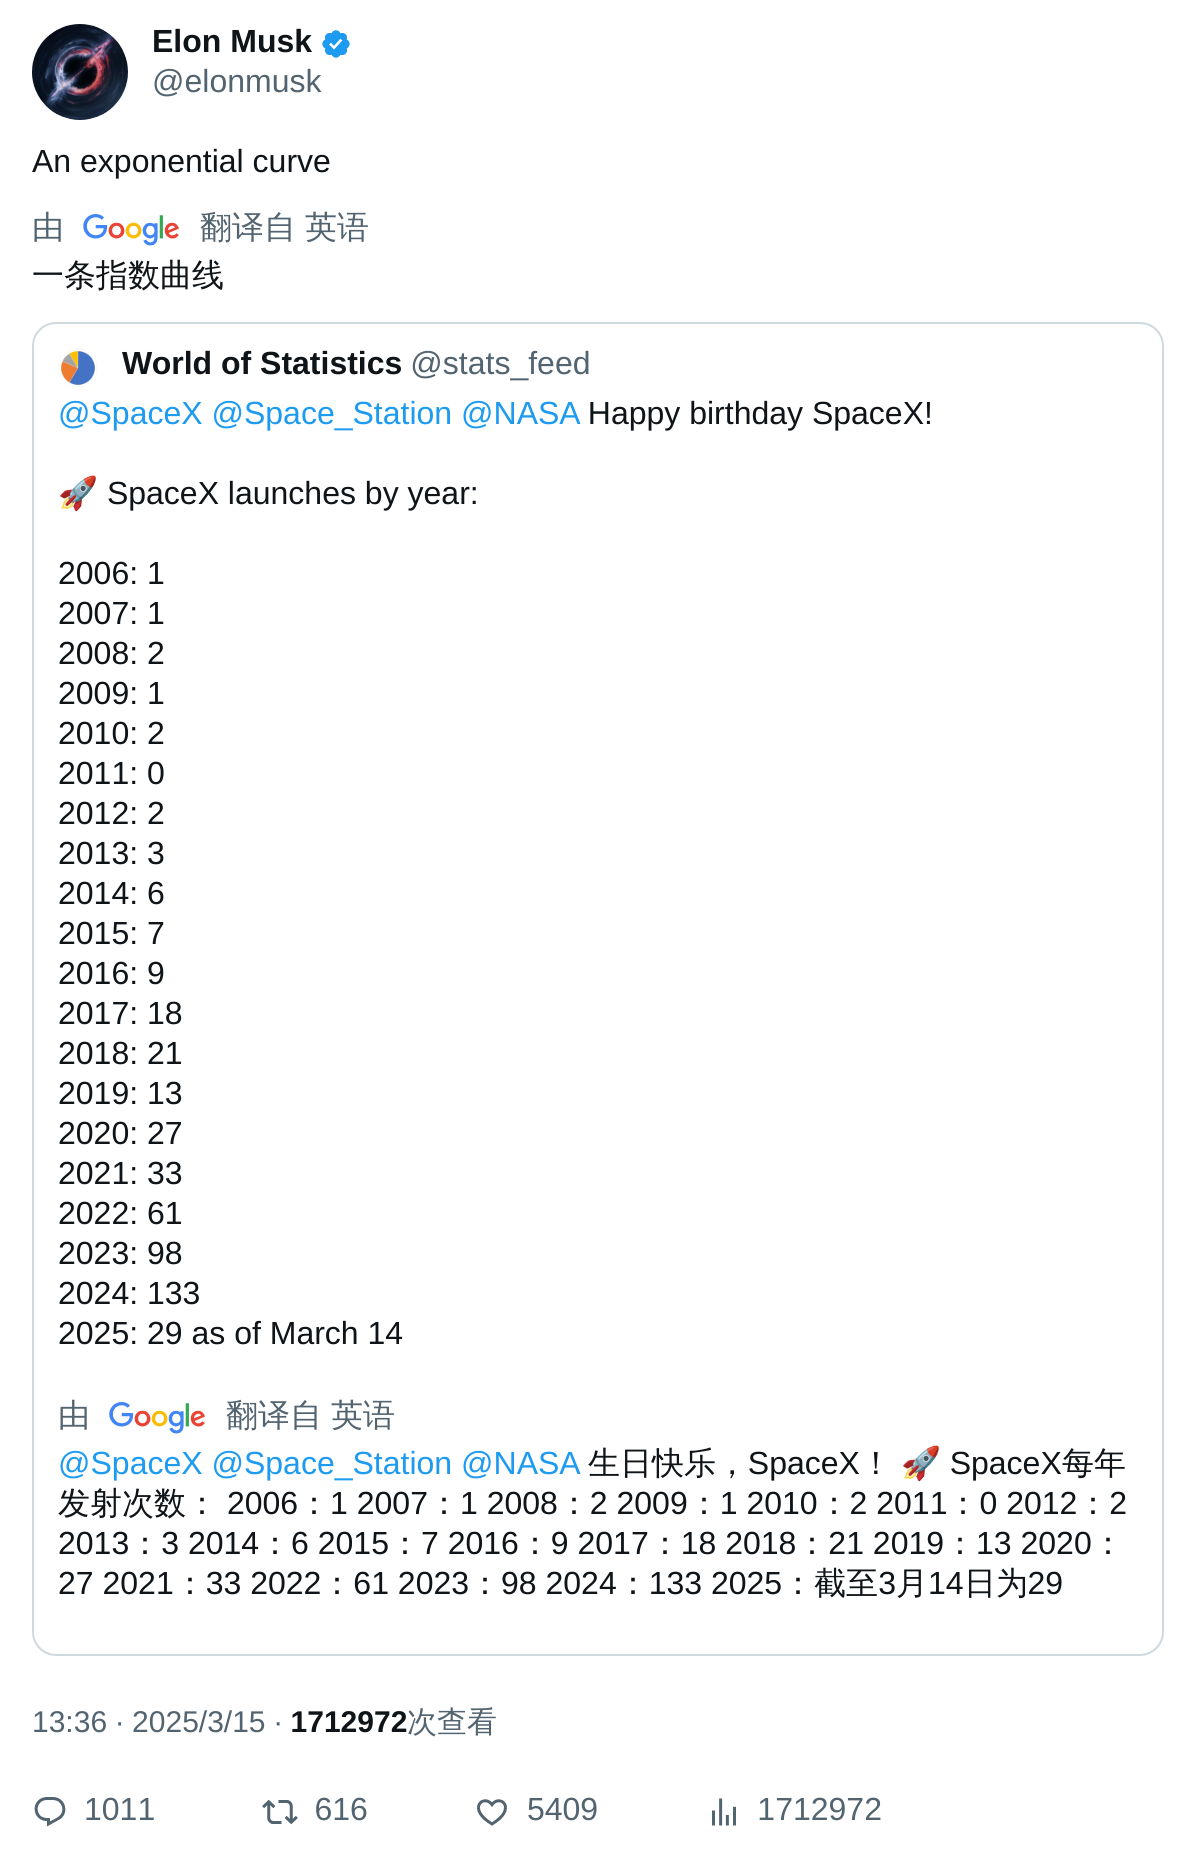 Elon Musk
@elonmusk
An exponential curve
由 Google 翻译自 英语
一条指数曲线
World of Statistics @stats_feed
@SpaceX @Space_Station @NASA Happy birthday SpaceX!
🚀 SpaceX launches by year:
2006: 1
2007: 1
2008: 2
2009: 1
2010: 2
2011: 0
2012: 2
2013: 3
2014: 6
2015: 7
2016: 9
2017: 18
2018: 21
2019: 13
2020: 27
2021: 33
2022: 61
2023: 98
2024: 133
2025: 29 as of March 14
由 Google 翻译自 英语
@SpaceX @Space_Station @NASA 生日快乐，SpaceX！ 🚀 SpaceX每年
发射次数： 2006：1 2007：1 2008：2 2009：1 2010：2 2011：0 2012：2
2013：3 2014：6 2015：7 2016：9 2017：18 2018：21 2019：13 2020：
27 2021：33 2022：61 2023：98 2024：133 2025：截至3月14日为29
13:36 · 2025/3/15 · 1712972次查看
1011 616 5409 1712972